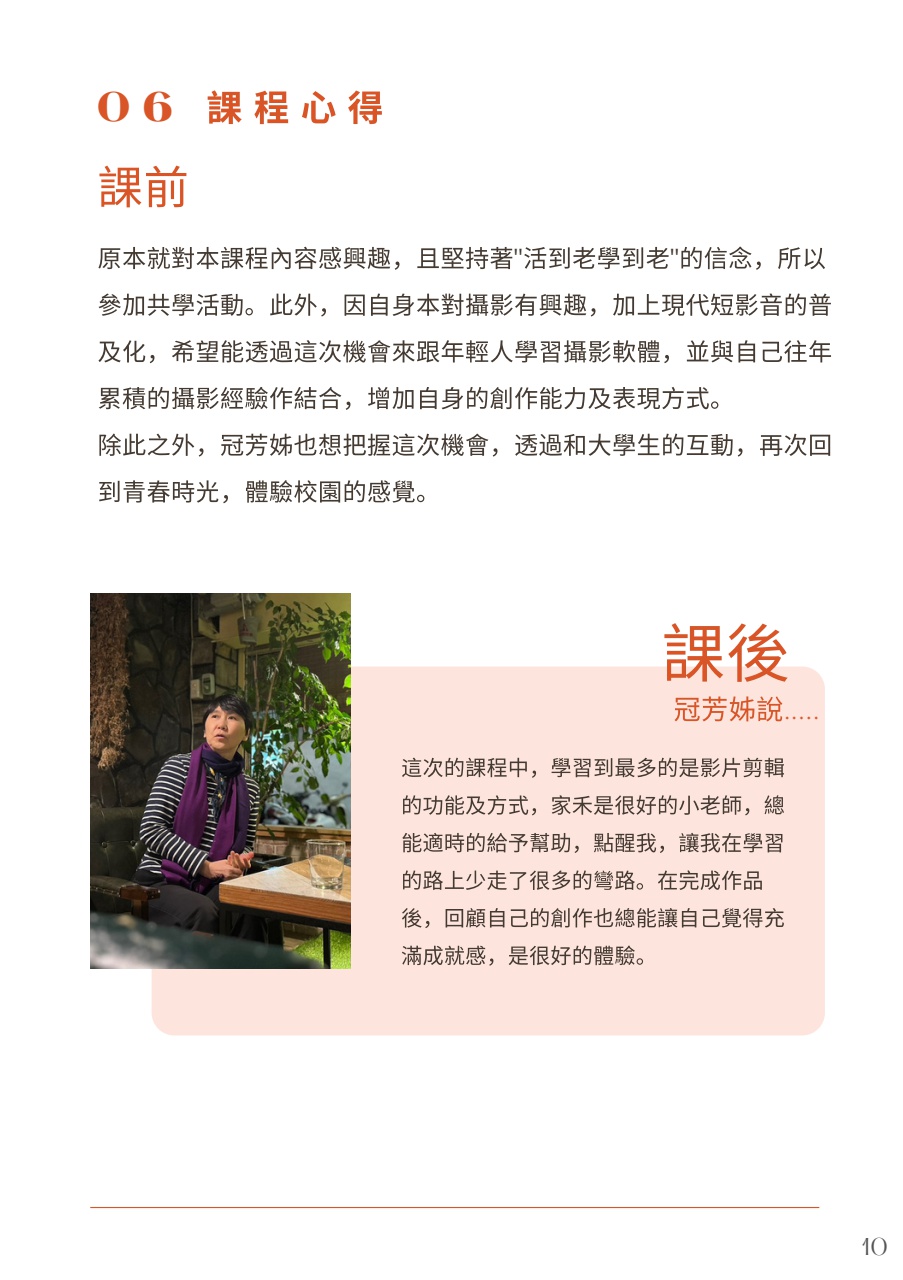 06 課程心得
課前
原本就對本課程內容感興趣，且堅持著"活到老學到老"的信念，所以
參加共學活動。此外，因自身本對攝影有興趣，加上現代短影音的普
及化，希望能透過這次機會來跟年輕人學習攝影軟體，並與自己往年
累積的攝影經驗作結合，增加自身的創作能力及表現方式。
除此之外，冠芳姊也想把握這次機會，透過和大學生的互動，再次回
到青春時光，體驗校園的感覺。
課後
冠芳姊說.....
這次的課程中，學習到最多的是影片剪輯
的功能及方式，家禾是很好的小老師，總
能適時的給予幫助，點醒我，讓我在學習
的路上少走了很多的彎路。在完成作品
後，回顧自己的創作也總能讓自己覺得充
滿成就感，是很好的體驗。
10